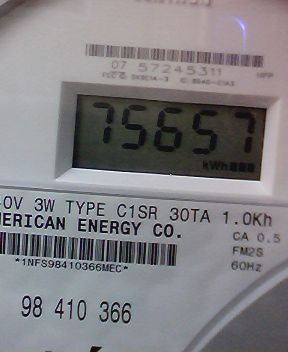 07 57245311
75657
kWh
0V 3W TYPE C1SR 30TA 1.0Kh
MERICAN ENERGY CO.
CA 0.5
FM2S
*1NFS98410366MEC*
60Hz
98 410 366